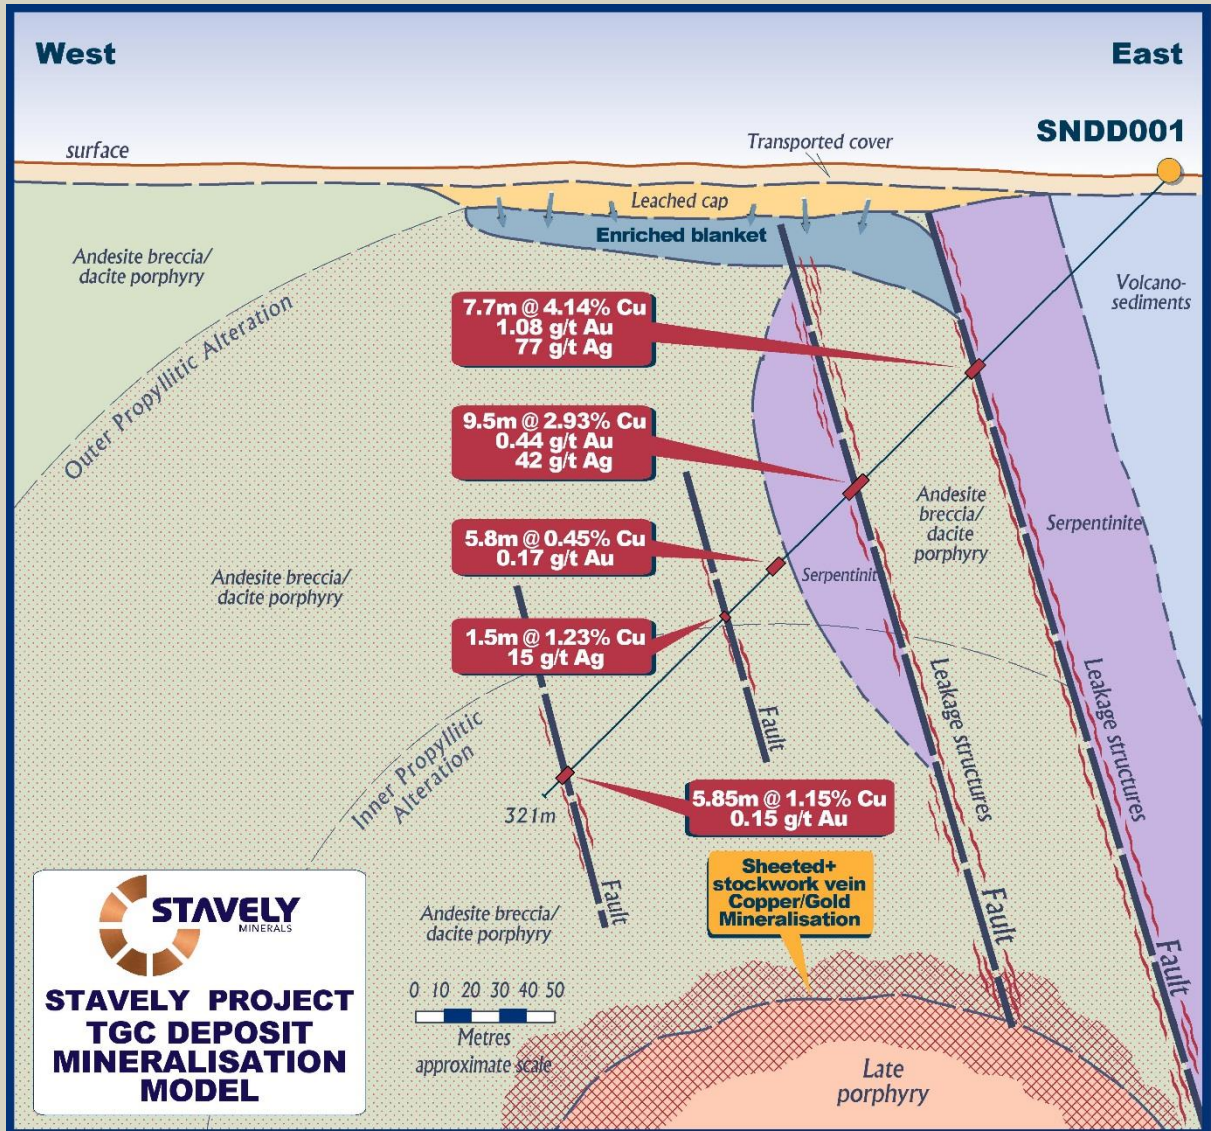 West
East
SNDD001
surface
Transported cover
Leached cap
Enriched blanket
Andesite breccia/
dacite porphyry
Volcano-
sediments
Outer Propyllitic Alteration
7.7m @ 4.14% Cu
1.08 g/t Au
77 g/t Ag
9.5m @ 2.93% Cu
0.44 g/t Au
42 g/t Ag
Andesite
breccia/
dacite
porphyry
Serpentinite
5.8m @ 0.45% Cu
0.17 g/t Au
Andesite breccia/
dacite porphyry
Serpentinit
1.5m @ 1.23% Cu
15 g/t Ag
Leakage structures
Leakage structures
Inner Propyllitic
Alteration
Fault
321m
5.85m @ 1.15% Cu
0.15 g/t Au
Sheeted+
stockwork vein
Copper/Gold
Mineralisation
Fault
Fault
Fault
Andesite breccia/
dacite porphyry
STAVELY
MINERALS
STAVELY PROJECT
TGC DEPOSIT
MINERALISATION
MODEL
0 10 20 30 40 50
Metres
approximate scale
Late
porphyry